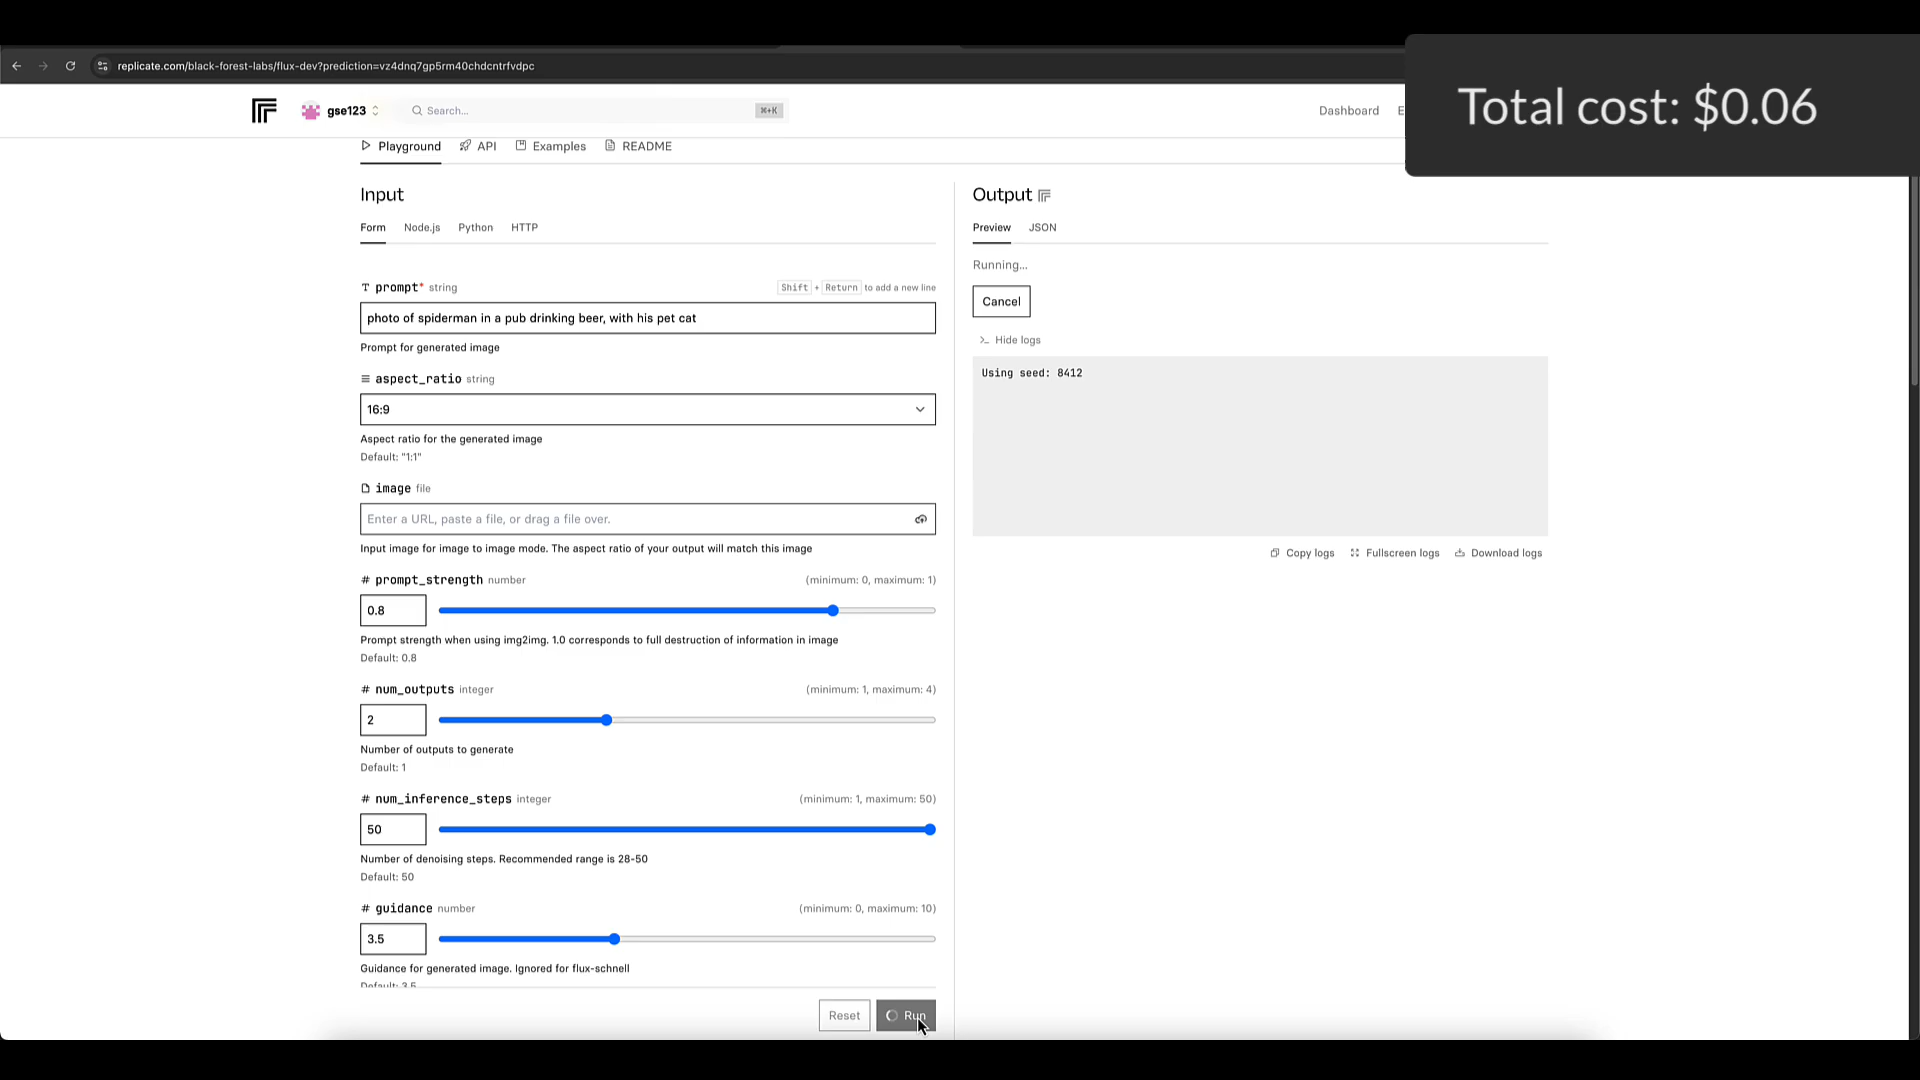 replicate.com/black-forest-labs/flux-dev?prediction=vz4dnq7gp5rm40chdcntrfvdpc
Total cost: $0.06
gse123
Search...
⌘+K
Dashboard
E
Playground
API
Examples
README
Input
Form
Node.js
Python
HTTP
T prompt* string
Shift + Return to add a new line
photo of spiderman in a pub drinking beer, with his pet cat
Prompt for generated image
aspect_ratio string
16:9
Aspect ratio for the generated image
Default: "1:1"
image file
Enter a URL, paste a file, or drag a file over.
Input image for image to image mode. The aspect ratio of your output will match this image
# prompt_strength number
(minimum: 0, maximum: 1)
0.8
Prompt strength when using img2img. 1.0 corresponds to full destruction of information in image
Default: 0.8
# num_outputs integer
(minimum: 1, maximum: 4)
2
Number of outputs to generate
Default: 1
# num_inference_steps integer
(minimum: 1, maximum: 50)
50
Number of denoising steps. Recommended range is 28-50
Default: 50
# guidance number
(minimum: 0, maximum: 10)
3.5
Guidance for generated image. Ignored for flux-schnell
Default: 3.5
Reset
Run
Output
Preview
JSON
Running...
Cancel
Hide logs
Using seed: 8412
Copy logs
Fullscreen logs
Download logs